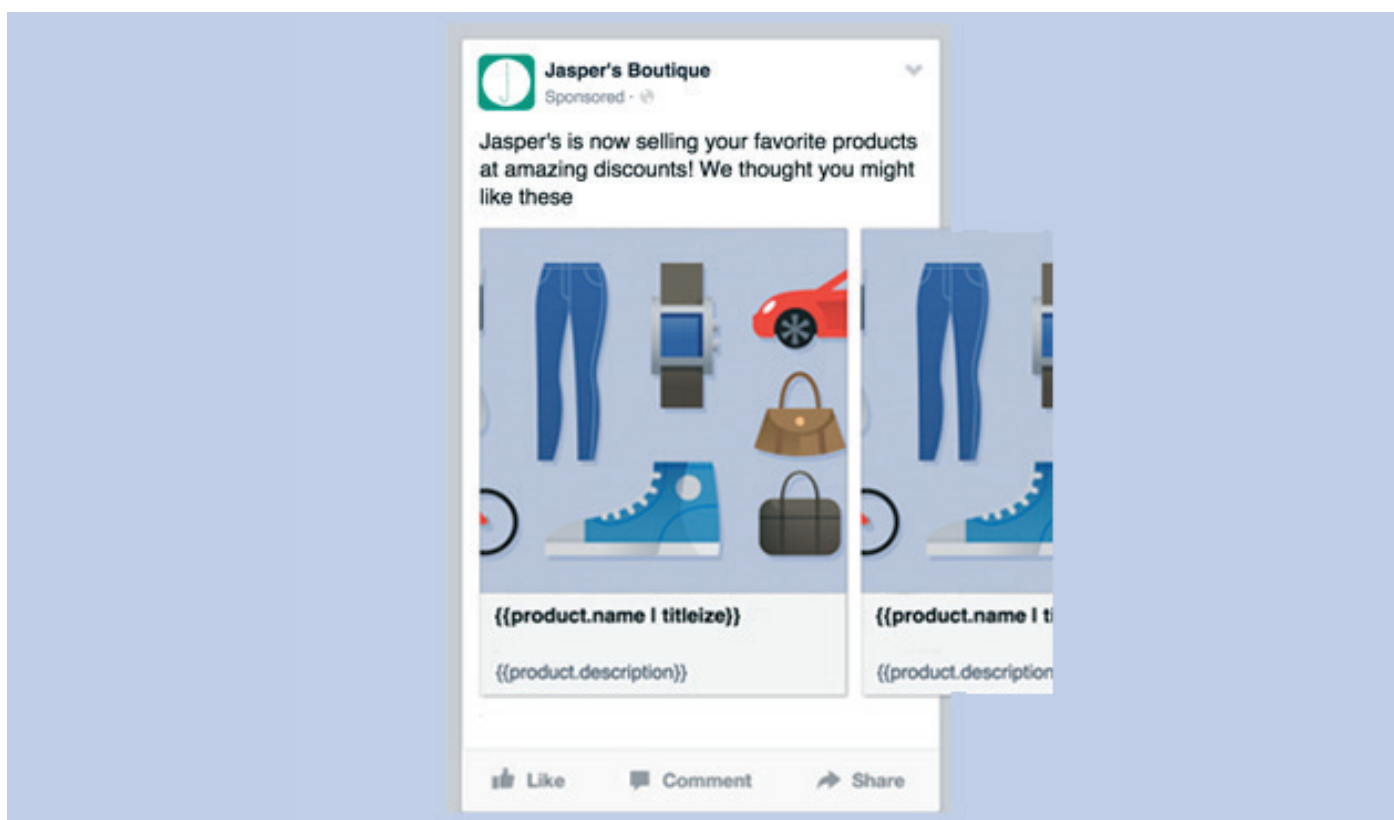 Jasper's Boutique
Sponsored ·
Jasper's is now selling your favorite products
at amazing discounts! We thought you might
like these
{{product.name | titleize}}
{{product.name | ti
{{product.description}}
{{product.description
Like
Comment
Share